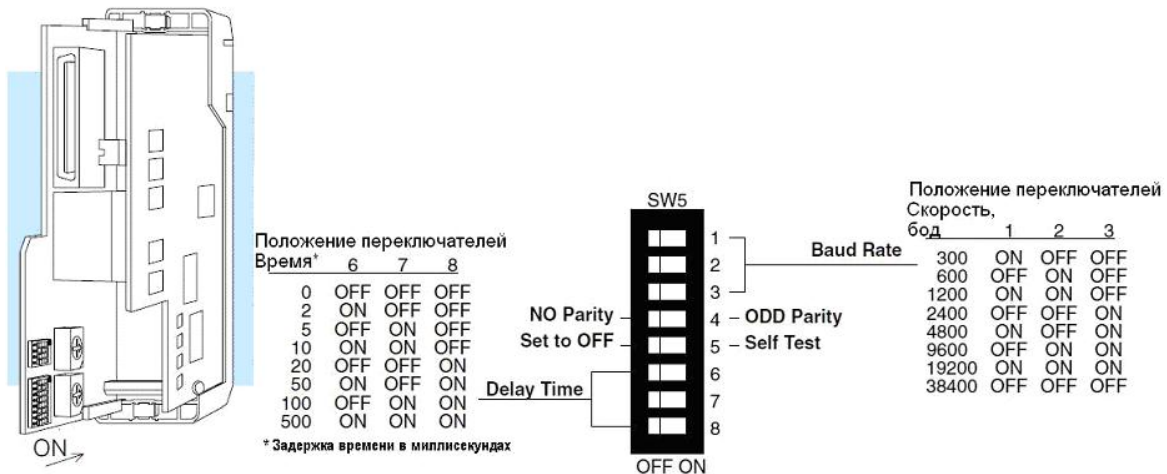 ON
Положение переключателей
Время* 6 7 8
0 OFF OFF OFF
2 ON OFF OFF
5 OFF ON OFF
10 ON ON OFF
20 OFF OFF ON
50 ON OFF ON
100 OFF ON ON
500 ON ON ON
* Задержка времени в миллисекундах
SW5
1
2
3
Baud Rate
NO Parity
4
ODD Parity
Set to OFF
5
Self Test
Delay Time
6
7
8
OFF ON
Положение переключателей
Скорость,
бод 1 2 3
300 ON OFF OFF
600 OFF ON OFF
1200 ON ON OFF
2400 OFF OFF ON
4800 ON OFF ON
9600 OFF ON ON
19200 ON ON ON
38400 OFF OFF OFF